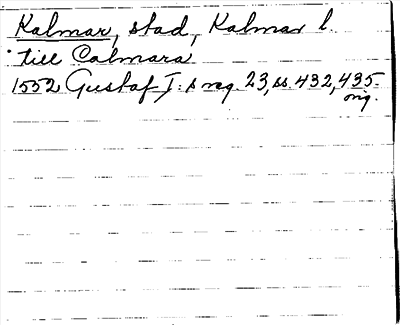 Kalmar, stad, Kalmar l.
till Calmara
1552 Gustaf I:s reg. 23, ss. 432, 435
orig.